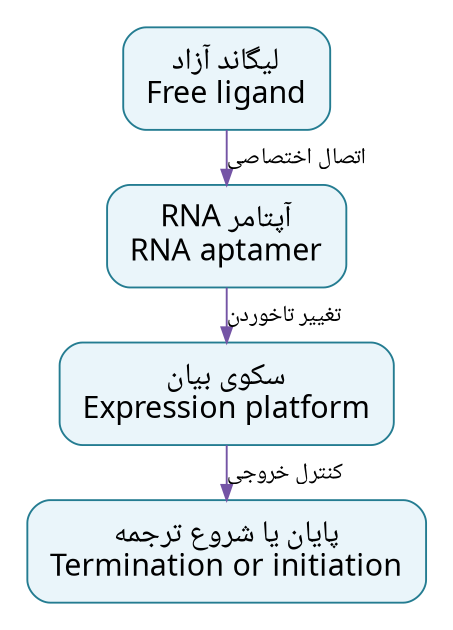 لیگاند آزاد
Free ligand
اتصال اختصاصی
آپتامر RNA
RNA aptamer
تغییر تاخوردن
سکوی بیان
Expression platform
کنترل خروجی
پایان یا شروع ترجمه
Termination or initiation